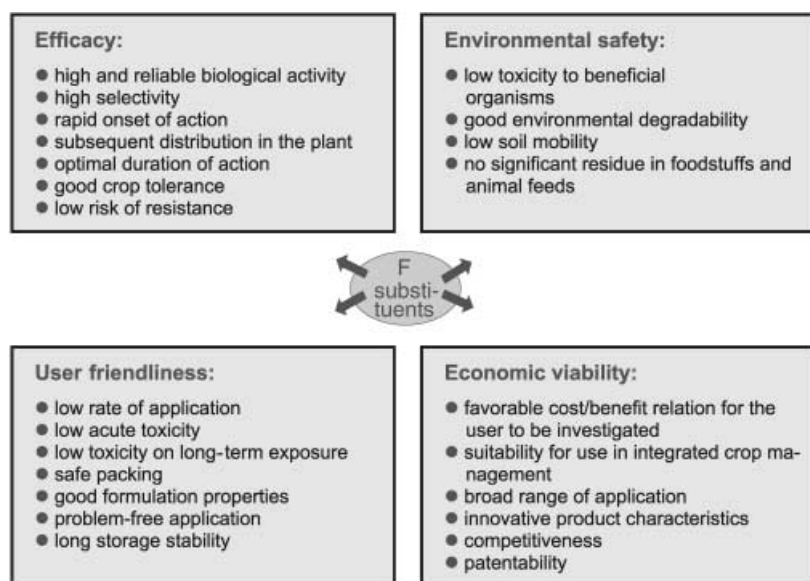 Efficacy:
● high and reliable biological activity
● high selectivity
● rapid onset of action
● subsequent distribution in the plant
● optimal duration of action
● good crop tolerance
● low risk of resistance
Environmental safety:
● low toxicity to beneficial
organisms
● good environmental degradability
● low soil mobility
● no significant residue in foodstuffs and
animal feeds
F
substi-
tuents
User friendliness:
● low rate of application
● low acute toxicity
● low toxicity on long-term exposure
● safe packing
● good formulation properties
● problem-free application
● long storage stability
Economic viability:
● favorable cost/benefit relation for the
user to be investigated
● suitability for use in integrated crop ma-
nagement
● broad range of application
● innovative product characteristics
● competitiveness
● patentability